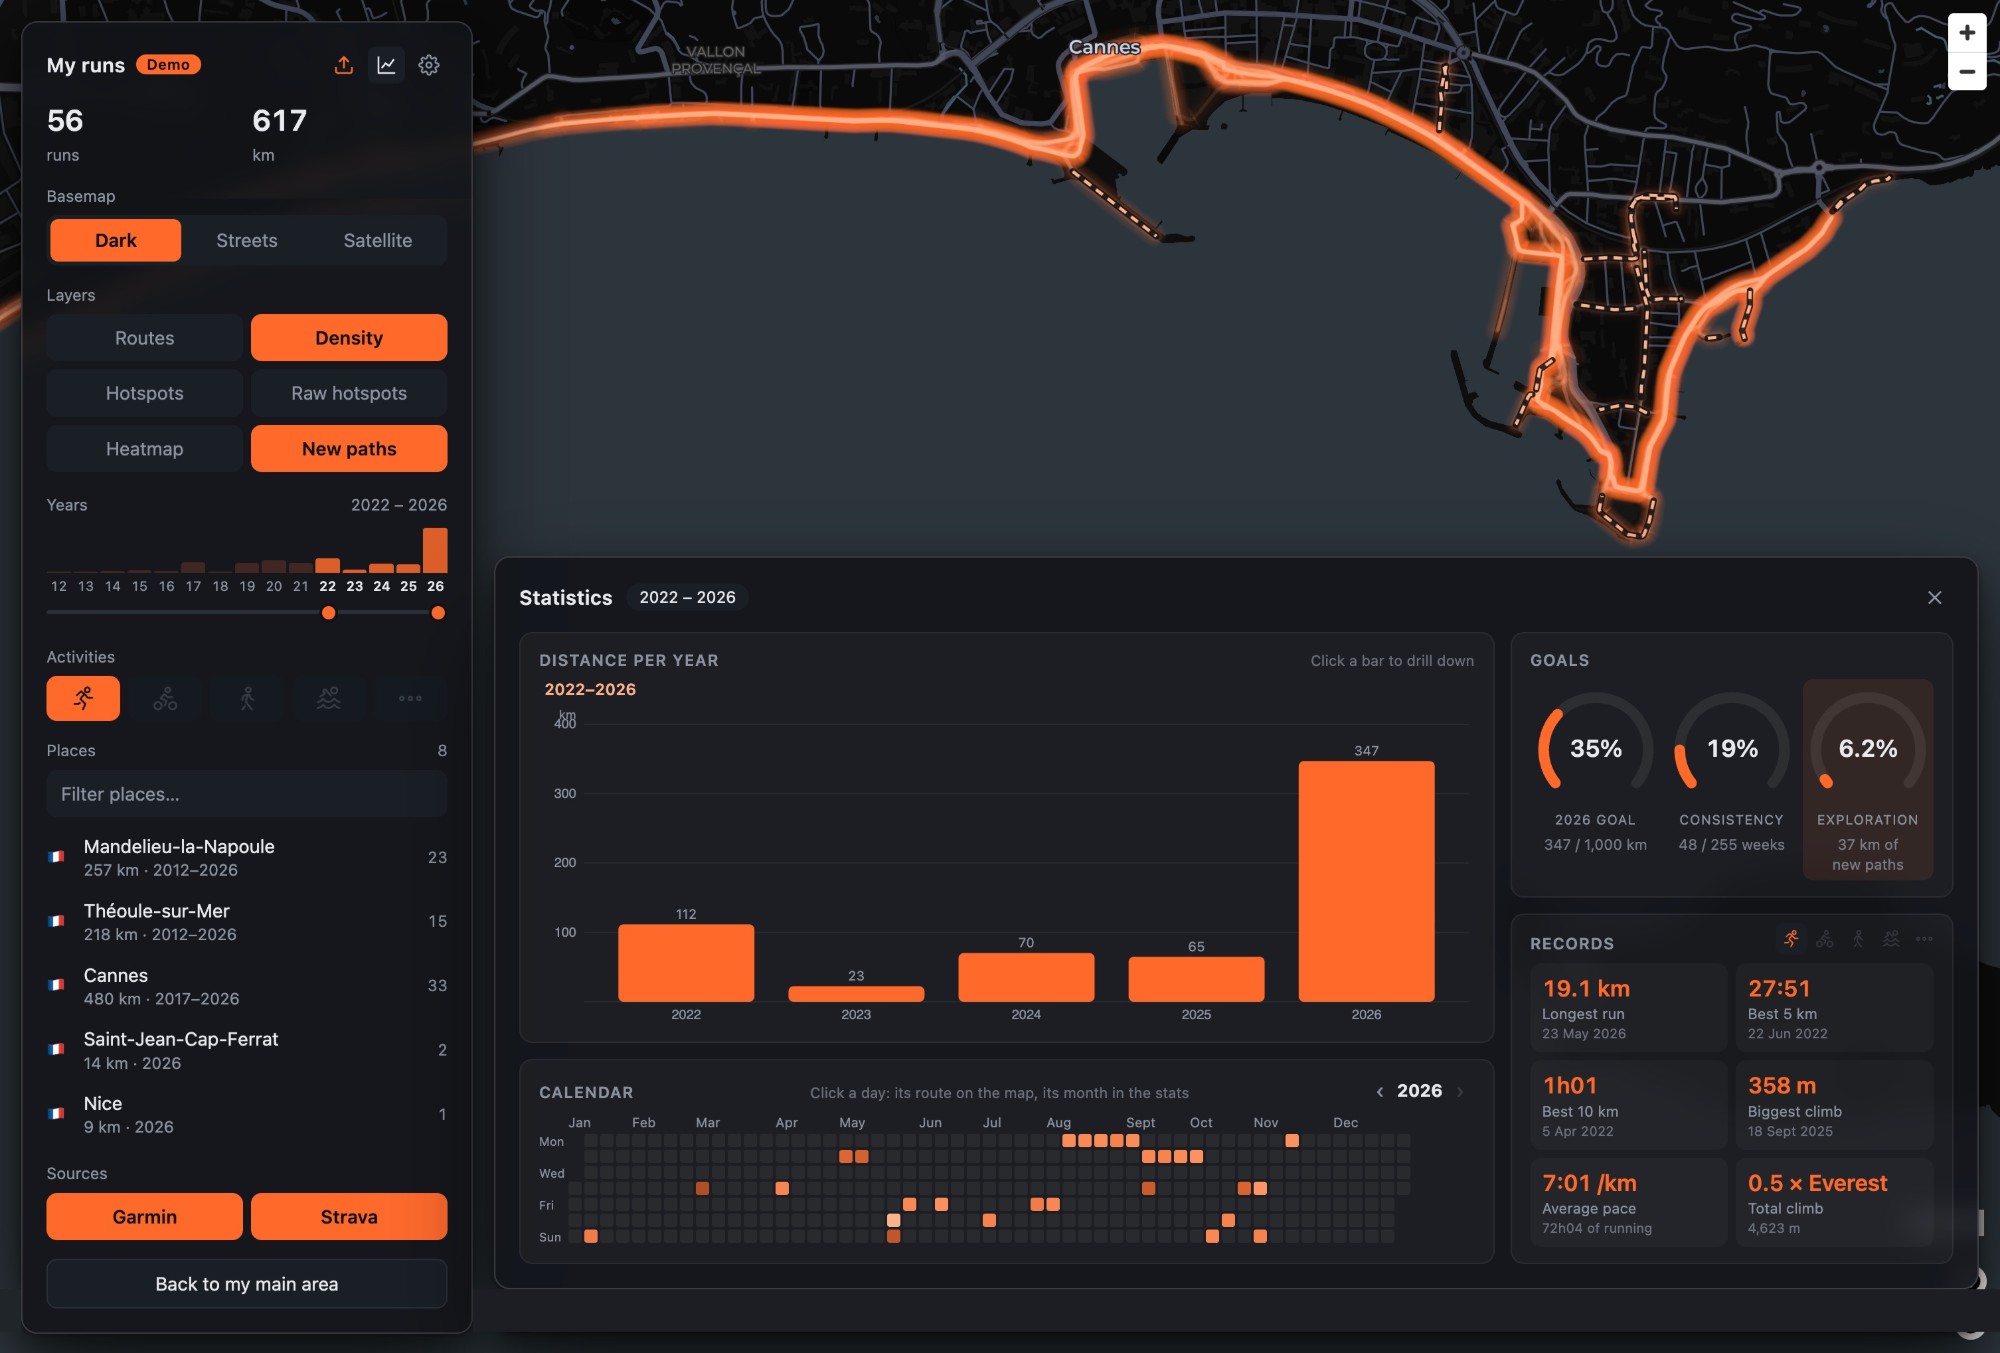 My runs
Demo
56
runs
617
km
Basemap
Dark
Streets
Satellite
Layers
Routes
Density
Hotspots
Raw hotspots
Heatmap
New paths
Years
2022 – 2026
12 13 14 15 16 17 18 19 20 21 22 23 24 25 26
Activities
Places
8
Filter places...
Mandelieu-la-Napoule
257 km · 2012–2026
23
Théoule-sur-Mer
218 km · 2012–2026
15
Cannes
480 km · 2017–2026
33
Saint-Jean-Cap-Ferrat
14 km · 2026
2
Nice
9 km · 2026
1
Sources
Garmin
Strava
Back to my main area
VALLON
PROVENÇAL
Cannes
+
−
Statistics
2022 – 2026
DISTANCE PER YEAR
Click a bar to drill down
2022–2026
km
400
300
200
100
112
23
70
65
347
2022
2023
2024
2025
2026
CALENDAR
Click a day: its route on the map, its month in the stats
2026
Jan Feb Mar Apr May Jun Jul Aug Sept Oct Nov Dec
Mon
Wed
Fri
Sun
GOALS
35%
2026 GOAL
347 / 1,000 km
19%
CONSISTENCY
48 / 255 weeks
6.2%
EXPLORATION
37 km of
new paths
RECORDS
19.1 km
Longest run
23 May 2026
27:51
Best 5 km
22 Jun 2022
1h01
Best 10 km
5 Apr 2022
358 m
Biggest climb
18 Sept 2025
7:01 /km
Average pace
72h04 of running
0.5 × Everest
Total climb
4,623 m